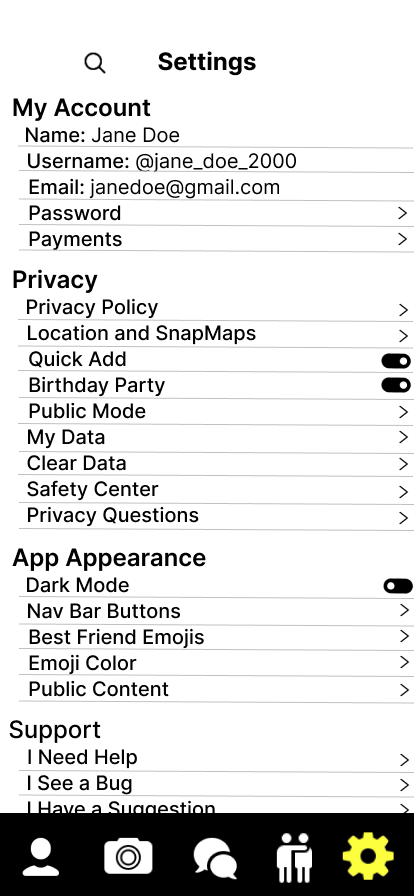 Settings
My Account
Name: Jane Doe
Username: @jane_doe_2000
Email: janedoe@gmail.com
Password
Payments
Privacy
Privacy Policy
Location and SnapMaps
Quick Add
Birthday Party
Public Mode
My Data
Clear Data
Safety Center
Privacy Questions
App Appearance
Dark Mode
Nav Bar Buttons
Best Friend Emojis
Emoji Color
Public Content
Support
I Need Help
I See a Bug
I Have a Suggestion